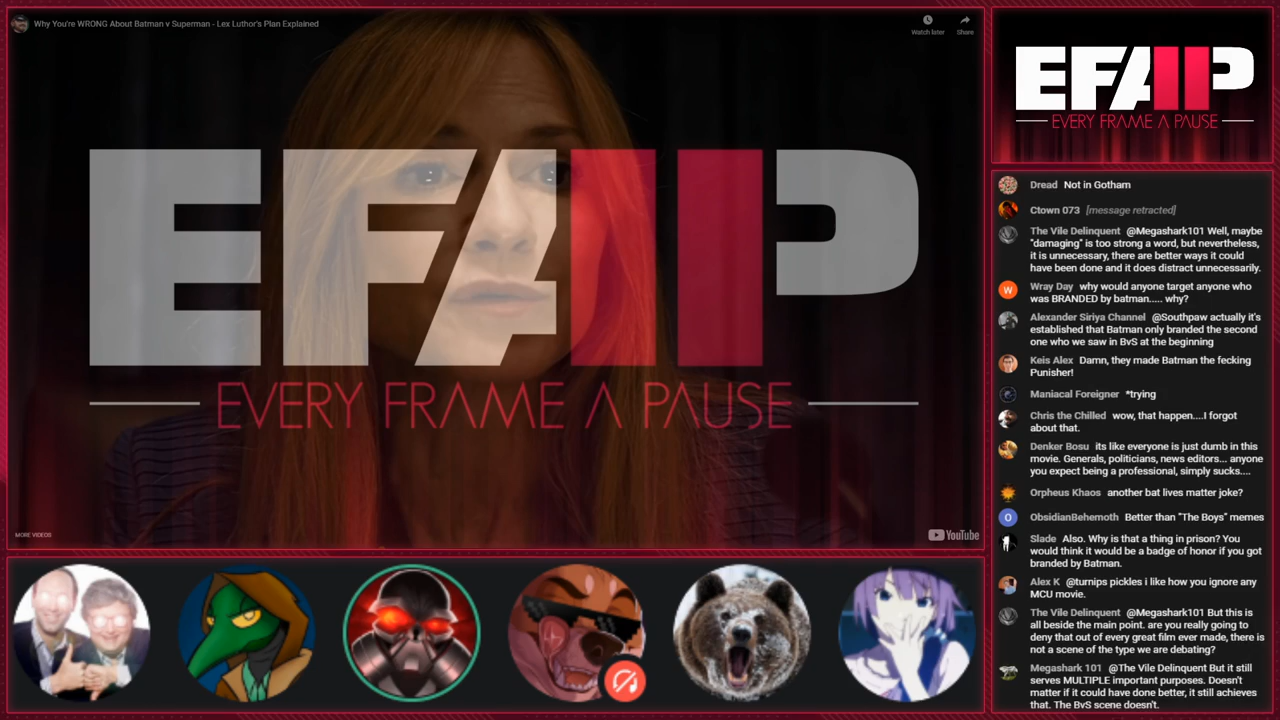 Why You're WRONG About Batman v Superman - Lex Luthor's Plan Explained
Watch later
Share
EFAP
EVERY FRAME A PAUSE
MORE VIDEOS
YouTube
EFAP
EVERY FRAME A PAUSE
Dread Not in Gotham
Ctown 073 [message retracted]
The Vile Delinquent @Megashark101 Well, maybe
"damaging" is too strong a word, but nevertheless,
it is unnecessary, there are better ways it could
have been done and it does distract unnecessarily.
W
Wray Day why would anyone target anyone who
was BRANDED by batman..... why?
Alexander Siriya Channel @Southpaw actually it's
established that Batman only branded the second
one who we saw in BvS at the beginning
Keis Alex Damn, they made Batman the fecking
Punisher!
Maniacal Foreigner *trying
Chris the Chilled wow, that happen....I forgot
about that.
Denker Bosu its like everyone is just dumb in this
movie. Generals, politicians, news editors... anyone
you expect being a professional, simply sucks....
Orpheus Khaos another bat lives matter joke?
O
ObsidianBehemoth Better than "The Boys" memes
Slade Also. Why is that a thing in prison? You
would think it would be a badge of honor if you got
branded by Batman.
Alex K @turnips pickles i like how you ignore any
MCU movie.
The Vile Delinquent @Megashark101 But this is
all beside the main point. are you really going to
deny that out of every great film ever made, there is
not a scene of the type we are debating?
Megashark 101 @The Vile Delinquent But it still
serves MULTIPLE important purposes. Doesn't
matter if it could have done better, it still achieves
that. The BvS scene doesn't.